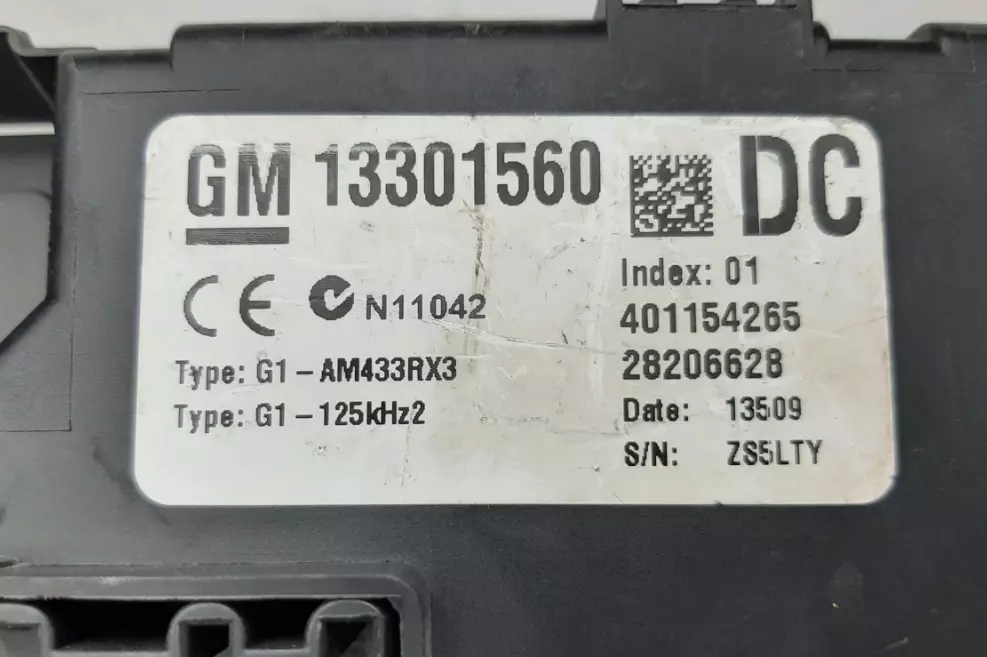 GM 13301560 DC
CE N11042
Index: 01
401154265
Type: G1-AM433RX3
28206628
Type: G1-125kHz2
Date: 13509
S/N: ZS5LTY